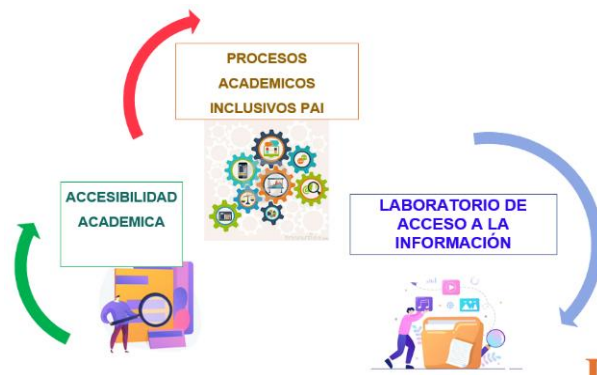 PROCESOS
ACADEMICOS
INCLUSIVOS PAI
ACCESIBILIDAD
ACADEMICA
LABORATORIO DE
ACCESO A LA
INFORMACIÓN